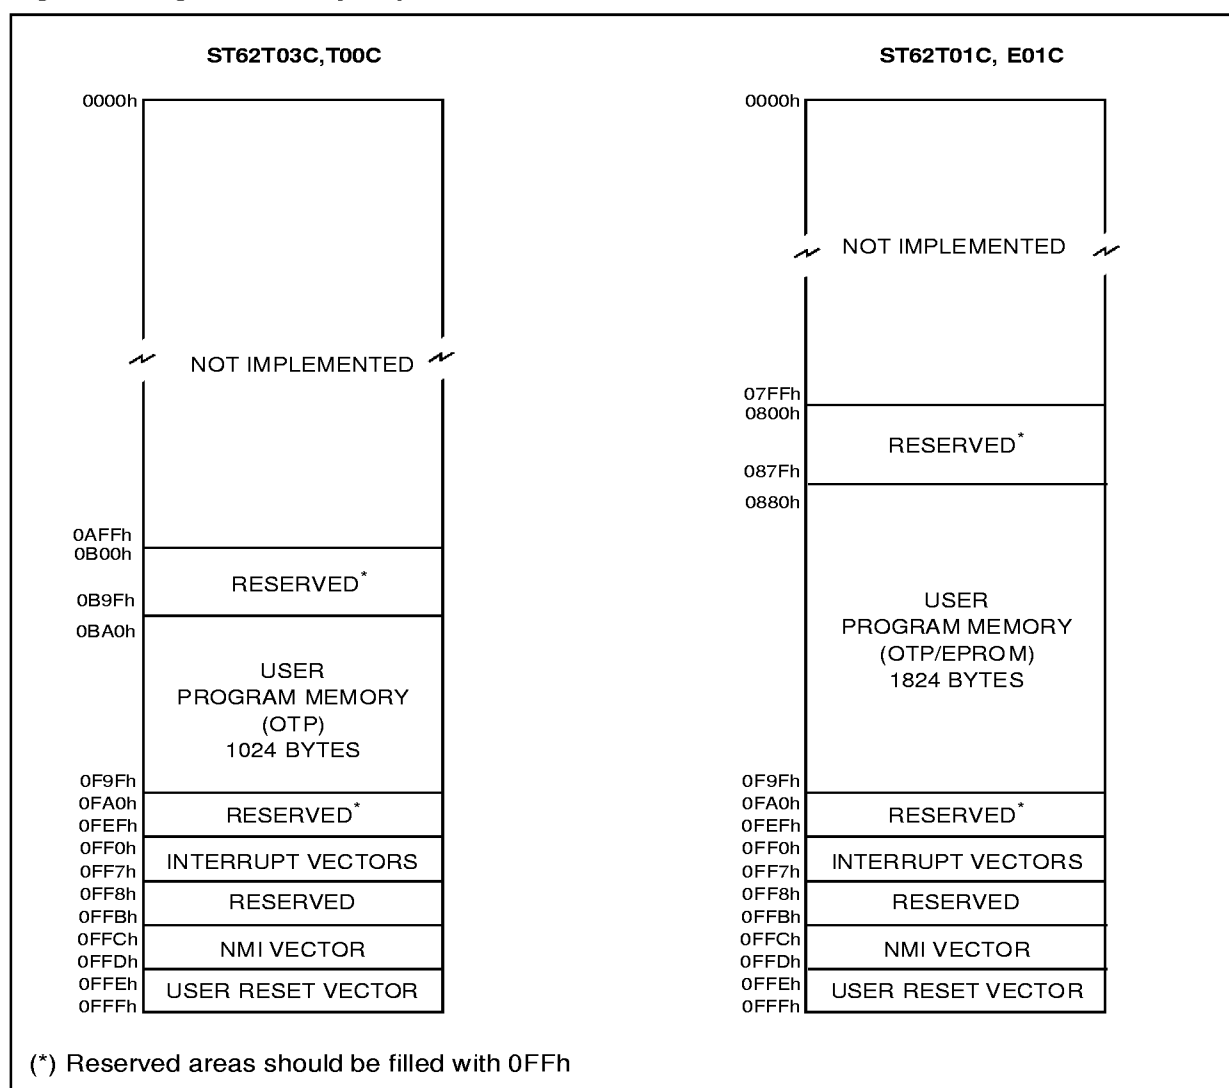 ST62T03C,T00C
0000h
NOT IMPLEMENTED
0AFFh
0B00h
RESERVED*
0B9Fh
0BA0h
USER
PROGRAM MEMORY
(OTP)
1024 BYTES
0F9Fh
0FA0h
RESERVED*
0FEFh
0FF0h
INTERRUPT VECTORS
0FF7h
0FF8h
RESERVED
0FFBh
0FFCh
NMI VECTOR
0FFDh
0FFEh
USER RESET VECTOR
0FFFh
ST62T01C, E01C
0000h
NOT IMPLEMENTED
07FFh
0800h
RESERVED*
087Fh
0880h
USER
PROGRAM MEMORY
(OTP/EPROM)
1824 BYTES
0F9Fh
0FA0h
RESERVED*
0FEFh
0FF0h
INTERRUPT VECTORS
0FF7h
0FF8h
RESERVED
0FFBh
0FFCh
NMI VECTOR
0FFDh
0FFEh
USER RESET VECTOR
0FFFh
(*) Reserved areas should be filled with 0FFh